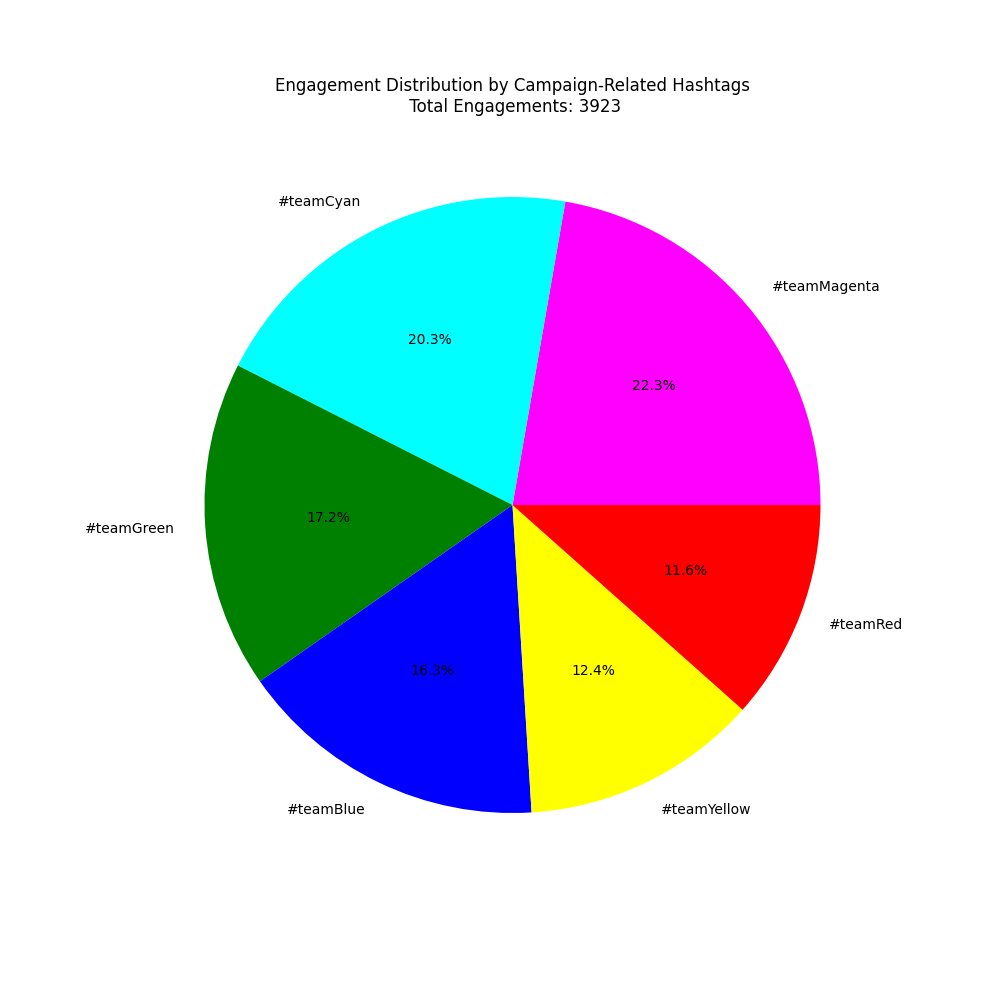 Engagement Distribution by Campaign-Related Hashtags
Total Engagements: 3923
#teamCyan
#teamMagenta
20.3%
22.3%
17.2%
#teamGreen
11.6%
#teamRed
16.3%
12.4%
#teamBlue
#teamYellow